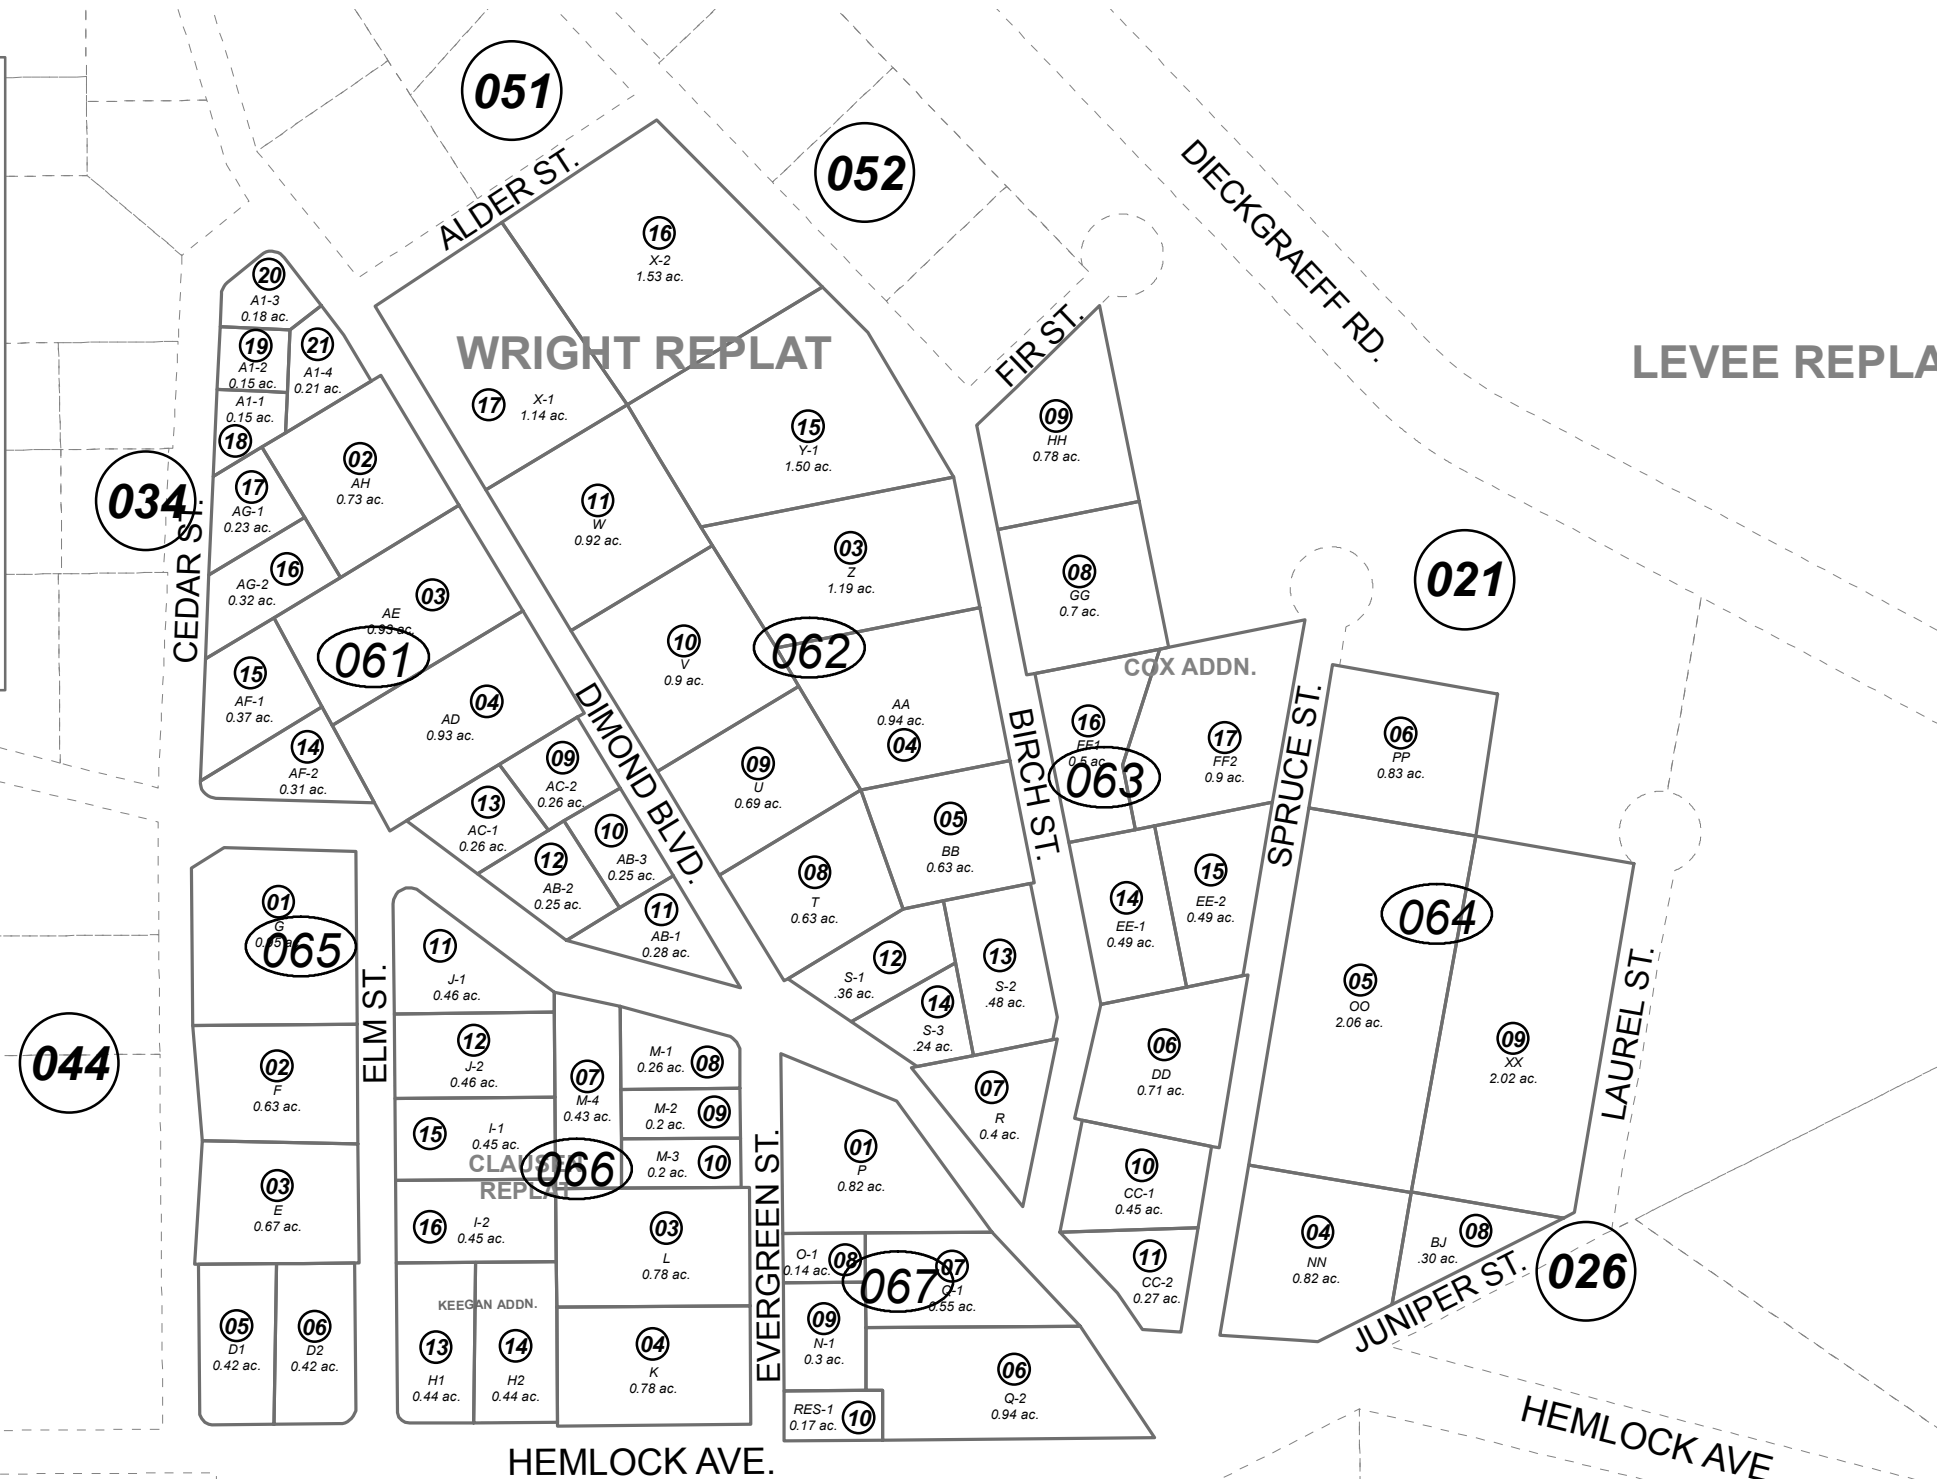 051
052
ALDER ST.
DIECKGRAEFF RD.
16
X-2
1.53 ac.
20
A1-3
0.18 ac.
19
A1-2
0.15 ac.
21
A1-4
0.21 ac.
A1-1
0.15 ac.
18
WRIGHT REPLAT
FIR ST.
LEVEE REPLA
17
X-1
1.14 ac.
15
Y-1
1.50 ac.
09
HH
0.78 ac.
02
AH
0.73 ac.
034
CEDAR ST.
17
AG-1
0.23 ac.
11
W
0.92 ac.
03
Z
1.19 ac.
08
GG
0.7 ac.
021
16
AG-2
0.32 ac.
03
AE
0.93 ac.
061
10
V
0.9 ac.
062
COX ADDN.
15
AF-1
0.37 ac.
04
AD
0.93 ac.
DIMOND BLVD.
AA
0.94 ac.
04
BIRCH ST.
16
FF1
0.5 ac.
063
17
FF2
0.9 ac.
SPRUCE ST.
06
PP
0.83 ac.
14
AF-2
0.31 ac.
09
AC-2
0.26 ac.
09
U
0.69 ac.
13
AC-1
0.26 ac.
10
AB-3
0.25 ac.
05
BB
0.63 ac.
12
AB-2
0.25 ac.
08
T
0.63 ac.
14
EE-1
0.49 ac.
15
EE-2
0.49 ac.
064
01
G
0.95 ac.
065
11
AB-1
0.28 ac.
11
J-1
0.46 ac.
12
S-1
.36 ac.
13
S-2
.48 ac.
14
S-3
.24 ac.
05
OO
2.06 ac.
09
XX
2.02 ac.
LAUREL ST.
044
ELM ST.
02
F
0.63 ac.
12
J-2
0.46 ac.
07
M-4
0.43 ac.
M-1
0.26 ac.
08
M-2
0.2 ac.
09
M-3
0.2 ac.
10
07
R
0.4 ac.
06
DD
0.71 ac.
15
I-1
0.45 ac.
CLAUSEN
REPLAT
066
EVERGREEN ST.
01
P
0.82 ac.
10
CC-1
0.45 ac.
03
E
0.67 ac.
16
I-2
0.45 ac.
03
L
0.78 ac.
O-1
0.14 ac.
08
067
07
Q-1
0.55 ac.
11
CC-2
0.27 ac.
04
NN
0.82 ac.
08
BJ
.30 ac.
026
JUNIPER ST.
KEEGAN ADDN.
05
D1
0.42 ac.
06
D2
0.42 ac.
13
H1
0.44 ac.
14
H2
0.44 ac.
04
K
0.78 ac.
09
N-1
0.3 ac.
06
Q-2
0.94 ac.
RES-1
0.17 ac.
10
HEMLOCK AVE.
HEMLOCK AVE